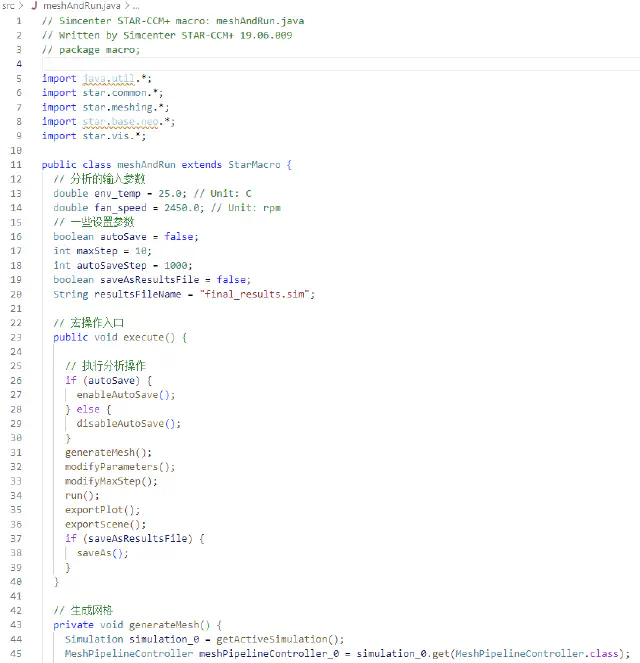 src > J meshAndRun.java > ...
1 // Simcenter STAR-CCM+ macro: meshAndRun.java
2 // Written by Simcenter STAR-CCM+ 19.06.009
3 // package macro;
4
5 import java.util.*;
6 import star.common.*;
7 import star.meshing.*;
8 import star.base.neo.*;
9 import star.vis.*;
10
11 public class meshAndRun extends StarMacro {
12 // 分析的输入参数
13 double env_temp = 25.0; // Unit: C
14 double fan_speed = 2450.0; // Unit: rpm
15 // 一些设置参数
16 boolean autoSave = false;
17 int maxStep = 10;
18 int autoSaveStep = 1000;
19 boolean saveAsResultsFile = false;
20 String resultsFileName = "final_results.sim";
21
22 // 宏操作入口
23 public void execute() {
24
25 // 执行分析操作
26 if (autoSave) {
27 enableAutoSave();
28 } else {
29 disableAutoSave();
30 }
31 generateMesh();
32 modifyParameters();
33 modifyMaxStep();
34 run();
35 exportPlot();
36 exportScene();
37 if (saveAsResultsFile) {
38 saveAs();
39 }
40 }
41
42 // 生成网格
43 private void generateMesh() {
44 Simulation simulation_0 = getActiveSimulation();
45 MeshPipelineController meshPipelineController_0 = simulation_0.get(MeshPipelineController.class);